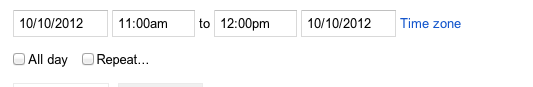 10/10/2012 11:00am to 12:00pm 10/10/2012 Time zone
All day Repeat...